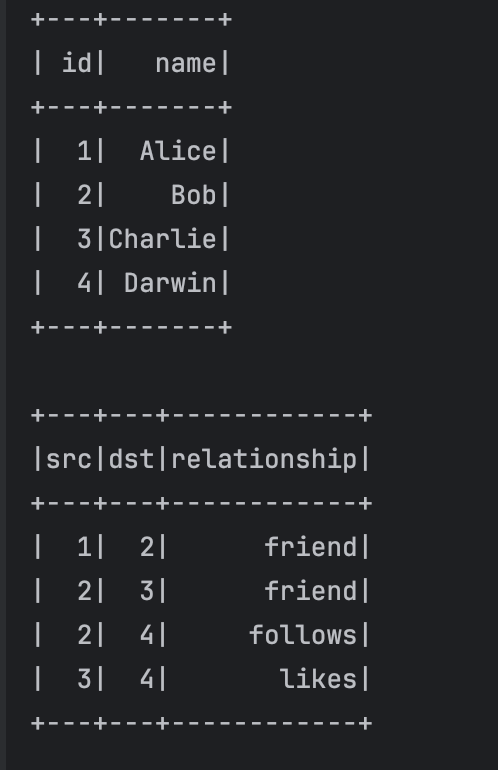 +---+-------+
| id|   name|
+---+-------+
|  1|  Alice|
|  2|    Bob|
|  3|Charlie|
|  4| Darwin|
+---+-------+

+---+---+------------+
|src|dst|relationship|
+---+---+------------+
|  1|  2|      friend|
|  2|  3|      friend|
|  2|  4|     follows|
|  3|  4|       likes|
+---+---+------------+